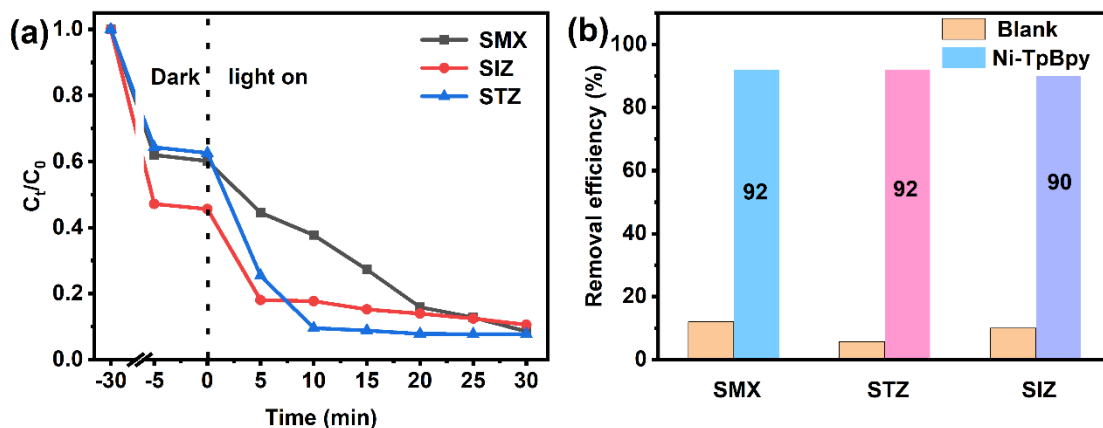 (a)
SMX
SIZ
STZ
Dark
light on
1.0
0.8
0.6
0.4
0.2
0.0
Ct/C0
-30 -5 0 5 10 15 20 25 30
Time (min)
(b)
Blank
Ni-TpBpy
100
80
60
40
20
0
Removal efficiency (%)
92
92
90
SMX STZ SIZ